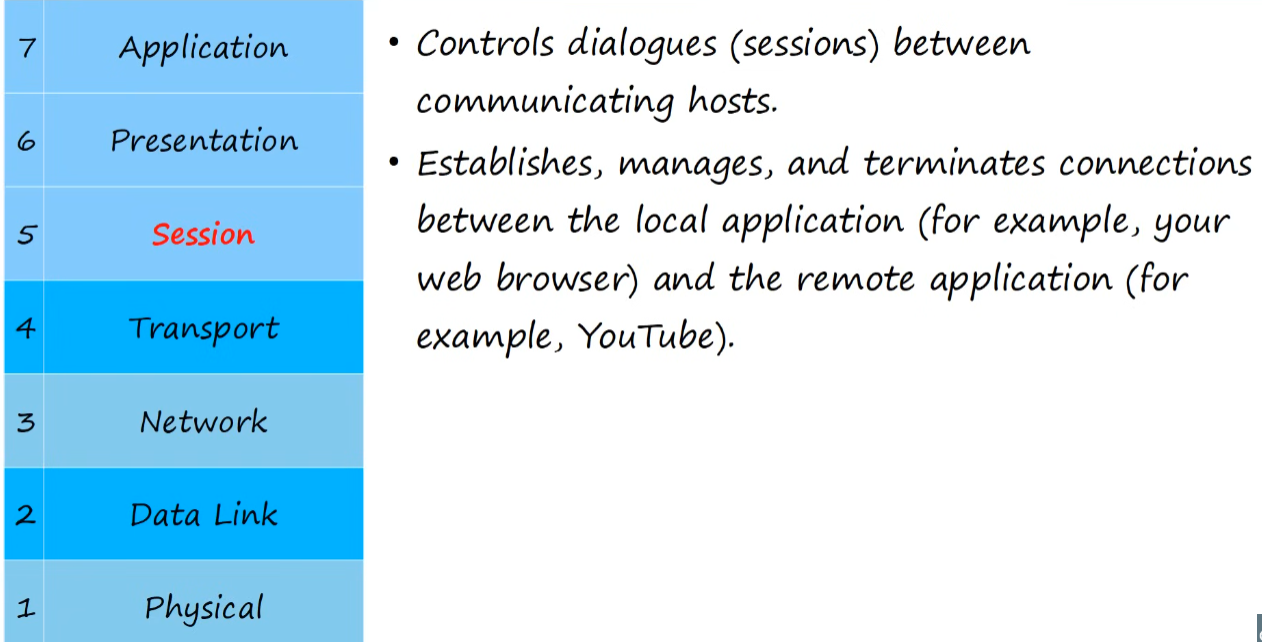 7 Application
6 Presentation
5 Session
4 Transport
3 Network
2 Data Link
1 Physical
• Controls dialogues (sessions) between
communicating hosts.
• Establishes, manages, and terminates connections
between the local application (for example, your
web browser) and the remote application (for
example, YouTube).